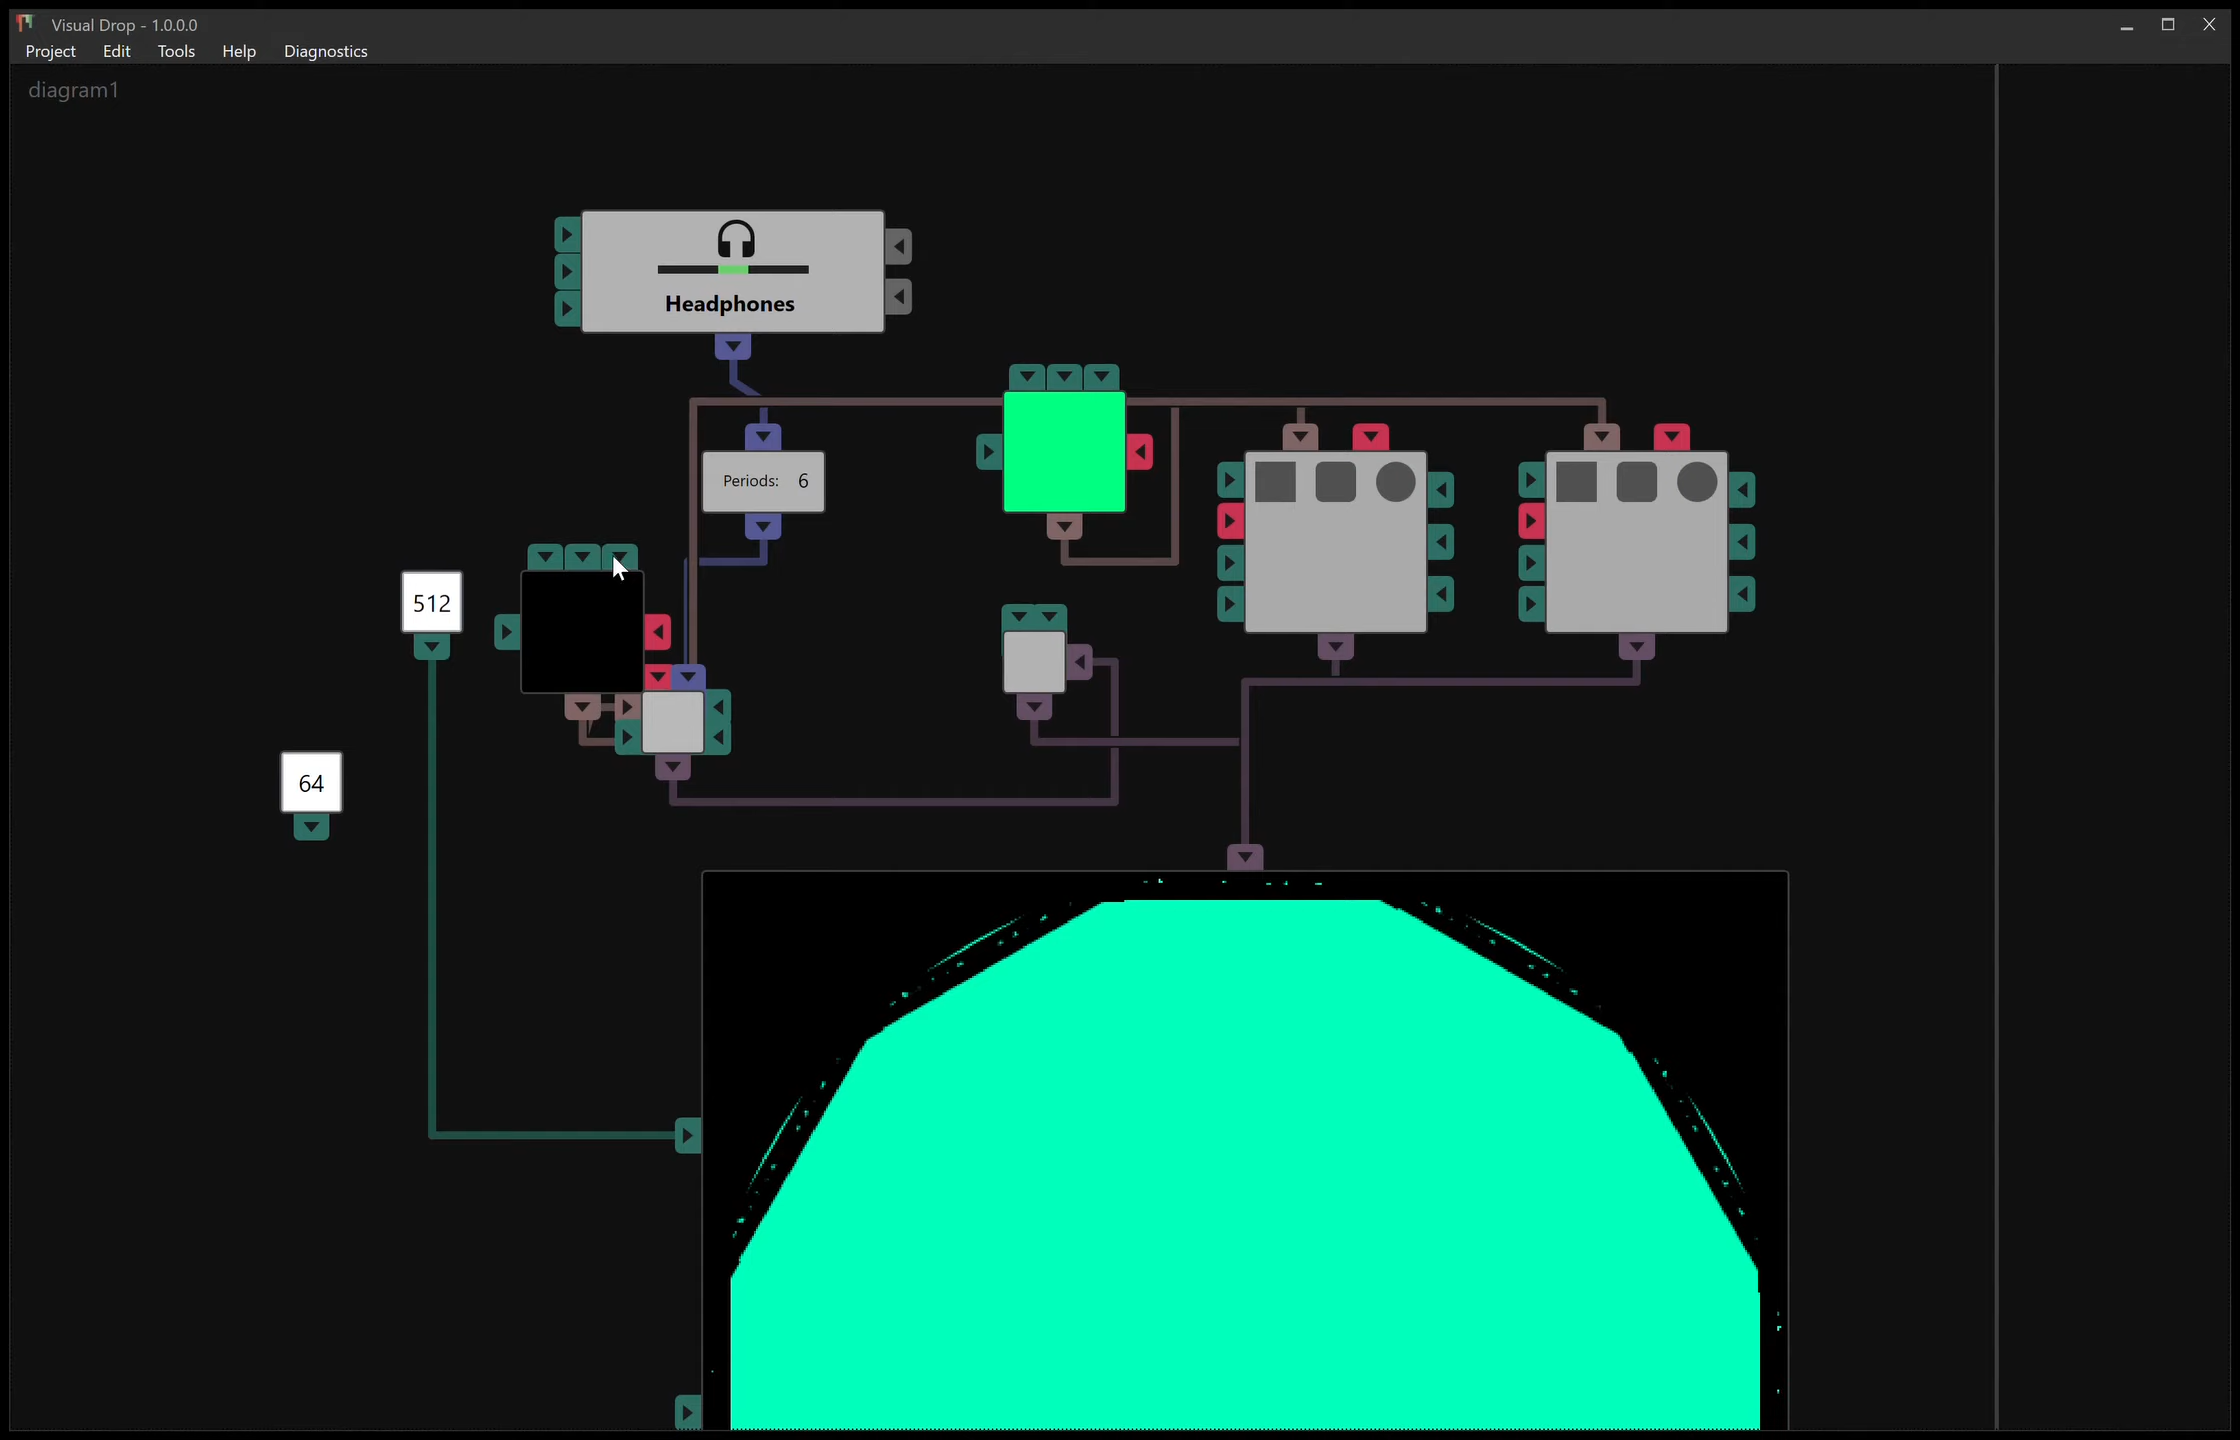 Visual Drop - 1.0.0.0
Project Edit Tools Help Diagnostics
diagram1
Headphones
Periods: 6
512
64